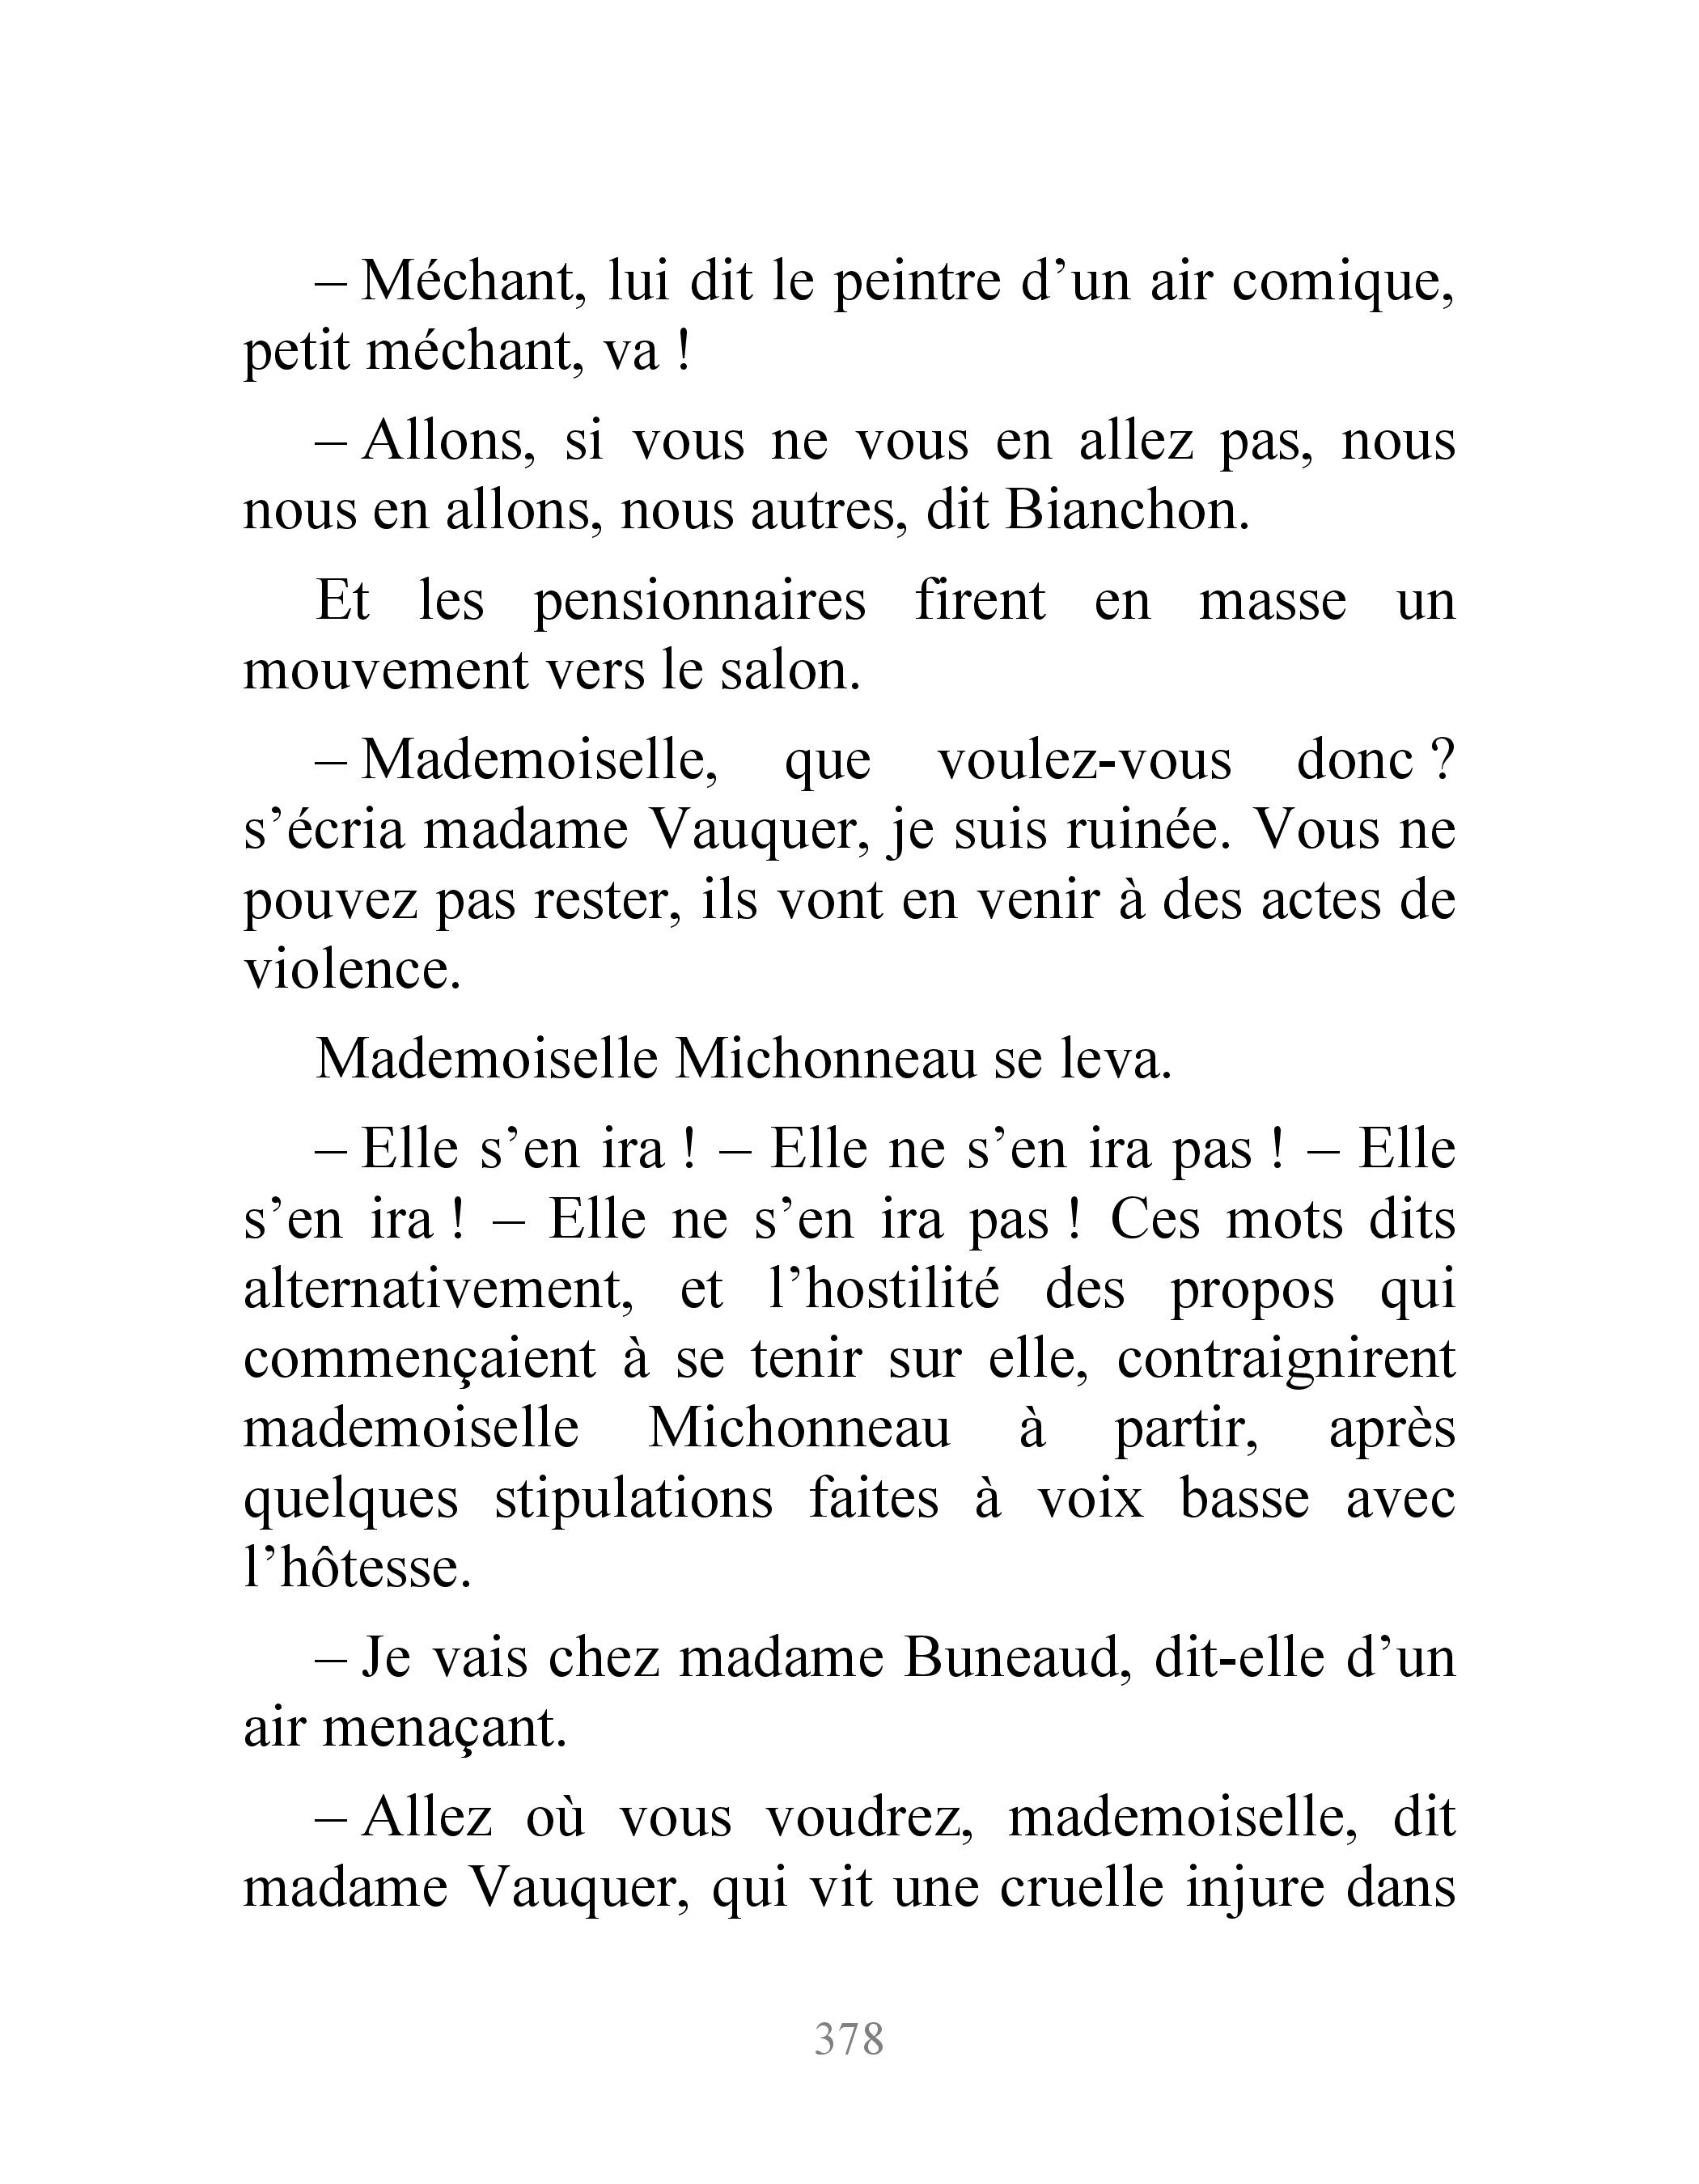 – Méchant, lui dit le peintre d’un air comique,
petit méchant, va !
– Allons, si vous ne vous en allez pas, nous
nous en allons, nous autres, dit Bianchon.
Et les pensionnaires firent en masse un
mouvement vers le salon.
– Mademoiselle, que voulez-vous donc ?
s’écria madame Vauquer, je suis ruinée. Vous ne
pouvez pas rester, ils vont en venir à des actes de
violence.
Mademoiselle Michonneau se leva.
– Elle s’en ira ! – Elle ne s’en ira pas ! – Elle
s’en ira ! – Elle ne s’en ira pas ! Ces mots dits
alternativement, et l’hostilité des propos qui
commençaient à se tenir sur elle, contraignirent
mademoiselle Michonneau à partir, après
quelques stipulations faites à voix basse avec
l’hôtesse.
– Je vais chez madame Buneaud, dit-elle d’un
air menaçant.
– Allez où vous voudrez, mademoiselle, dit
madame Vauquer, qui vit une cruelle injure dans
378